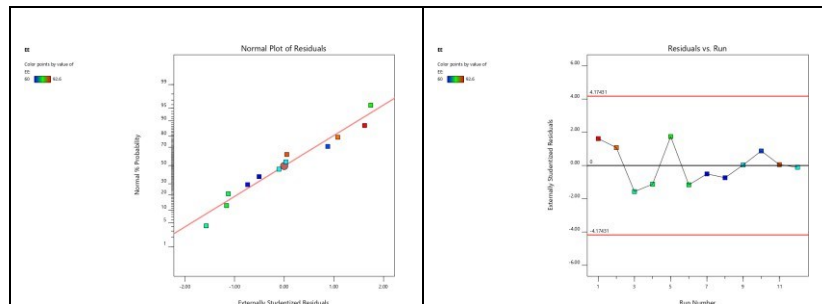 EE
Color points by value of
EE
60 93.6
Normal Plot of Residuals
Normal % Probability
99
95
90
80
70
50
30
20
10
5
1
-2.00 -1.00 0.00 1.00 2.00
Externally Studentized Residuals
EE
Color points by value of
EE
60 93.6
Residuals vs. Run
Externally Studentized Residuals
6.00
4.00
2.00
0.00
-2.00
-4.00
-6.00
4.17431
0
-4.17431
1 3 5 7 9 11
Run Number